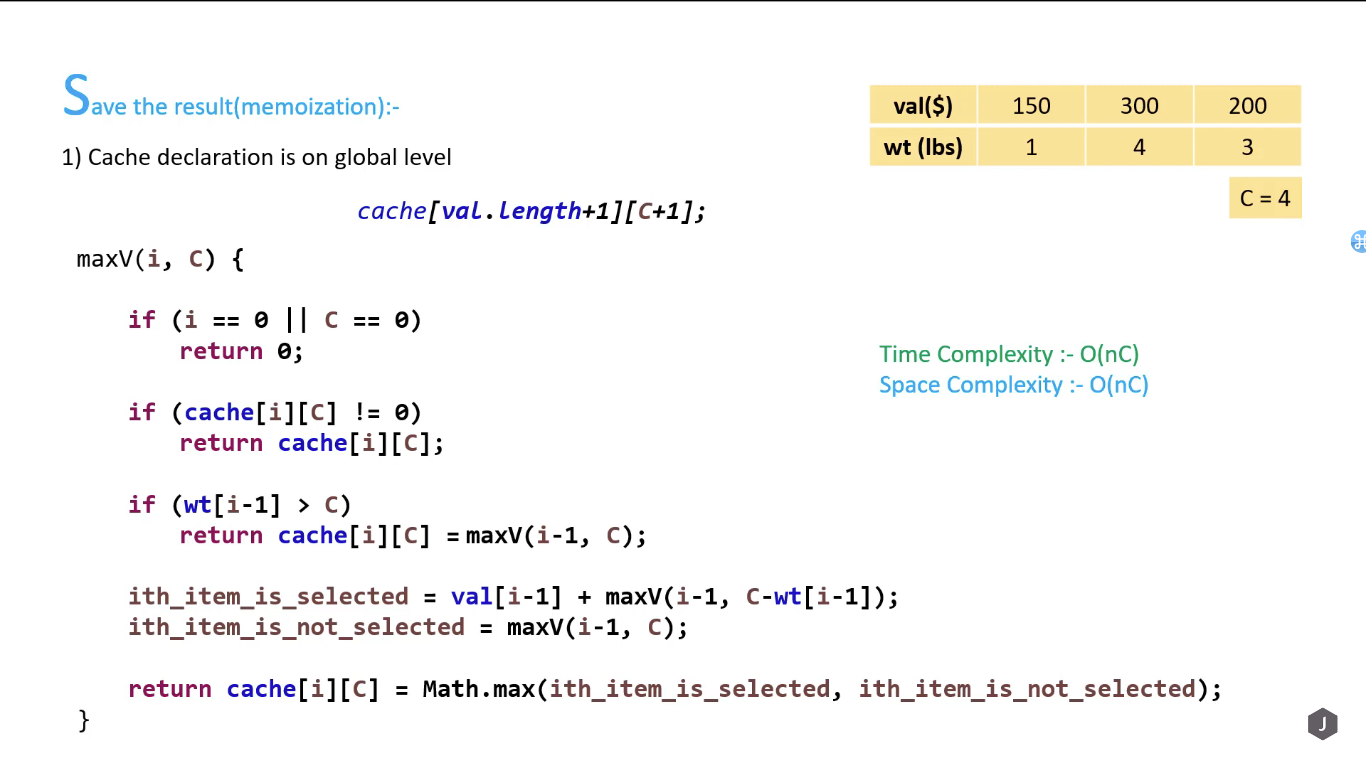 Save the result(memoization):-
val($) 150 300 200
wt (lbs) 1 4 3
C = 4
1) Cache declaration is on global level
cache[val.length+1][C+1];
maxV(i, C) {
if (i == 0 || C == 0)
return 0;
Time Complexity :- O(nC)
Space Complexity :- O(nC)
if (cache[i][C] != 0)
return cache[i][C];
if (wt[i-1] > C)
return cache[i][C] = maxV(i-1, C);
ith_item_is_selected = val[i-1] + maxV(i-1, C-wt[i-1]);
ith_item_is_not_selected = maxV(i-1, C);
return cache[i][C] = Math.max(ith_item_is_selected, ith_item_is_not_selected);
}
J